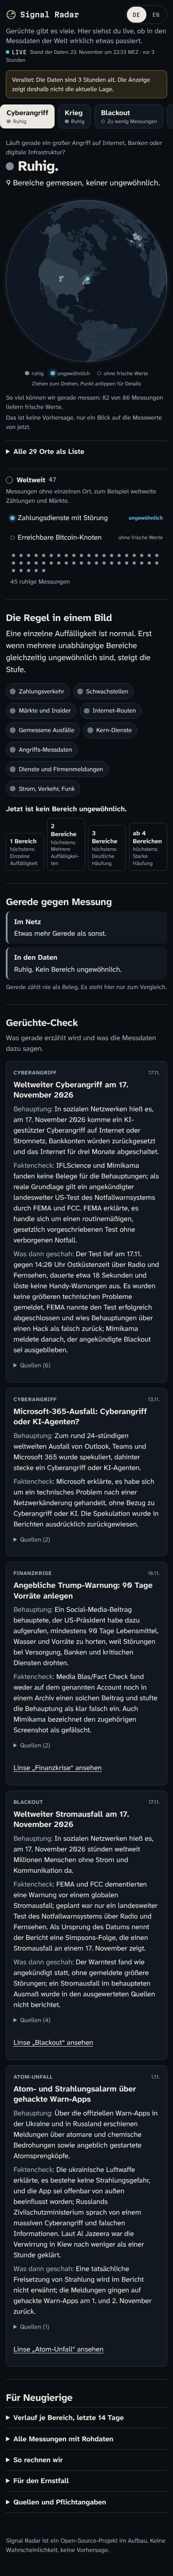 Signal Radar
DE EN
Gerüchte gibt es viele. Hier siehst du live, ob in den
Messdaten der Welt wirklich etwas passiert.
LIVE Stand der Daten: 23. November um 22:33 MEZ · vor 3
Stunden
Veraltet: Die Daten sind 3 Stunden alt. Die Anzeige
zeigt deshalb nicht die aktuelle Lage.
Cyberangriff
Ruhig
Krieg
Ruhig
Blackout
Zu wenig Messungen
Läuft gerade ein großer Angriff auf Internet, Banken oder
digitale Infrastruktur?
Ruhig.
9 Bereiche gemessen, keiner ungewöhnlich.
ruhig ungewöhnlich ohne frische Werte
Ziehen zum Drehen, Punkt antippen für Details
So viel können wir gerade messen: 82 von 86 Messungen
liefern frische Werte.
Das ist keine Vorhersage, nur ein Blick auf die Messwerte
von jetzt.
Alle 29 Orte als Liste
Weltweit 47
Messungen ohne einzelnen Ort, zum Beispiel weltweite
Zählungen und Märkte.
Zahlungsdienste mit Störung ungewöhnlich
Erreichbare Bitcoin-Knoten ohne frische Werte
45 ruhige Messungen
Die Regel in einem Bild
Eine einzelne Auffälligkeit ist normal. Erst
wenn mehrere unabhängige Bereiche
gleichzeitig ungewöhnlich sind, steigt die
Stufe.
Zahlungsverkehr
Schwachstellen
Märkte und Insider
Internet-Routen
Gemessene Ausfälle
Kern-Dienste
Angriffs-Messdaten
Dienste und Firmenmeldungen
Strom, Verkehr, Funk
Jetzt ist kein Bereich ungewöhnlich.
1 Bereich
höchstens:
Einzelne
Auffälligkeit
2
Bereiche
höchstens:
Mehrere
Auffälligkei-
ten
3
Bereiche
höchstens:
Deutliche
Häufung
ab 4
Bereichen
höchstens:
Starke
Häufung
Gerede gegen Messung
Im Netz
Etwas mehr Gerede als sonst.
In den Daten
Ruhig. Kein Bereich ungewöhnlich.
Gerede zählt nie als Beleg. Es steht hier nur zum Vergleich.
Gerüchte-Check
Was gerade erzählt wird und was die Messdaten
dazu sagen.
CYBERANGRIFF 17.11.
Weltweiter Cyberangriff am 17.
November 2026
Behauptung: In sozialen Netzwerken hieß es,
am 17. November 2026 komme ein KI-
gestützter Cyberangriff auf Internet oder
Stromnetz, Bankkonten würden zurückgesetzt
und das Internet für drei Monate abgeschaltet.
Faktencheck: IFLScience und Mimikama
fanden keine Belege für die Behauptungen; als
reale Grundlage gilt ein angekündigter
landesweiter US-Test des Notfallwarnsystems
durch FEMA und FCC. FEMA erklärte, es
handle sich um einen routinemäßigen,
gesetzlich vorgeschriebenen Test ohne
verborgenen Notfall.
Was dann geschah: Der Test lief am 17.11.
gegen 14:20 Uhr Ostküstenzeit über Radio und
Fernsehen, dauerte etwa 18 Sekunden und
löste keine Handy-Warnungen aus. Es wurden
keine größeren technischen Probleme
gemeldet, FEMA nannte den Test erfolgreich
abgeschlossen und wies Behauptungen über
einen Hack als falsch zurück; Mimikama
meldete danach, der angekündigte Blackout
sei ausgeblieben.
Quellen (6)
CYBERANGRIFF 13.11.
Microsoft-365-Ausfall: Cyberangriff
oder KI-Agenten?
Behauptung: Zum rund 24-stündigen
weltweiten Ausfall von Outlook, Teams und
Microsoft 365 wurde spekuliert, dahinter
stecke ein Cyberangriff oder KI-Agenten.
Faktencheck: Microsoft erklärte, es habe sich
um ein technisches Problem nach einer
Netzwerkänderung gehandelt, ohne Bezug zu
Cyberangriff oder KI. Die Spekulation wurde in
Berichten ausdrücklich zurückgewiesen.
Quellen (2)
FINANZKRISE 18.11.
Angebliche Trump-Warnung: 90 Tage
Vorräte anlegen
Behauptung: Ein Social-Media-Beitrag
behauptete, der US-Präsident habe dazu
aufgerufen, mindestens 90 Tage Lebensmittel,
Wasser und Vorräte zu horten, weil Störungen
bei Versorgung, Banken und kritischen
Diensten drohten.
Faktencheck: Media Bias/Fact Check fand
weder auf dem genannten Account noch in
einem Archiv einen solchen Beitrag und stufte
die Behauptung als klar falsch ein. Auch
Mimikama bezeichnet den zugehörigen
Screenshot als gefälscht.
Quellen (2)
Linse „Finanzkrise“ ansehen
BLACKOUT 17.11.
Weltweiter Stromausfall am 17.
November 2026
Behauptung: In sozialen Netzwerken hieß es,
am 17. November 2026 stünden weltweit
Millionen Menschen ohne Strom und
Kommunikation da.
Faktencheck: FEMA und FCC dementierten
eine Warnung vor einem globalen
Stromausfall; geplant war nur ein landesweiter
Test des Notfallwarnsystems über Radio und
Fernsehen. Als Ursprung des Datums nennt
der Bericht eine Simpsons-Folge, die einen
Stromausfall an einem 17. November zeigt.
Was dann geschah: Der Warntest fand wie
angekündigt statt, ohne gemeldete größere
Störungen; ein Stromausfall im behaupteten
Ausmaß wurde in den ausgewerteten Quellen
nicht berichtet.
Quellen (4)
Linse „Blackout“ ansehen
ATOM-UNFALL 1.11.
Atom- und Strahlungsalarm über
gehackte Warn-Apps
Behauptung: Über die offiziellen Warn-Apps in
der Ukraine und in Russland erschienen
Meldungen über atomare und chemische
Bedrohungen sowie angeblich gestartete
Atomsprengköpfe.
Faktencheck: Die ukrainische Luftwaffe
erklärte, es bestehe keine Strahlungsgefahr,
und die App sei offenbar von außen
beeinflusst worden; Russlands
Zivilschutzministerium sprach von einem
massiven Cyberangriff und falschen
Informationen. Laut Al Jazeera war die
Verwirrung in Kiew nach weniger als einer
Stunde geklärt.
Was dann geschah: Eine tatsächliche
Freisetzung von Strahlung wird im Bericht
nicht erwähnt; die Meldungen gingen auf
gehackte Warn-Apps am 1. und 2. November
zurück.
Quellen (1)
Linse „Atom-Unfall“ ansehen
Für Neugierige
Verlauf je Bereich, letzte 14 Tage
Alle Messungen mit Rohdaten
So rechnen wir
Für den Ernstfall
Quellen und Pflichtangaben
Signal Radar ist ein Open-Source-Projekt im Aufbau. Keine
Wahrscheinlichkeit, keine Vorhersage.